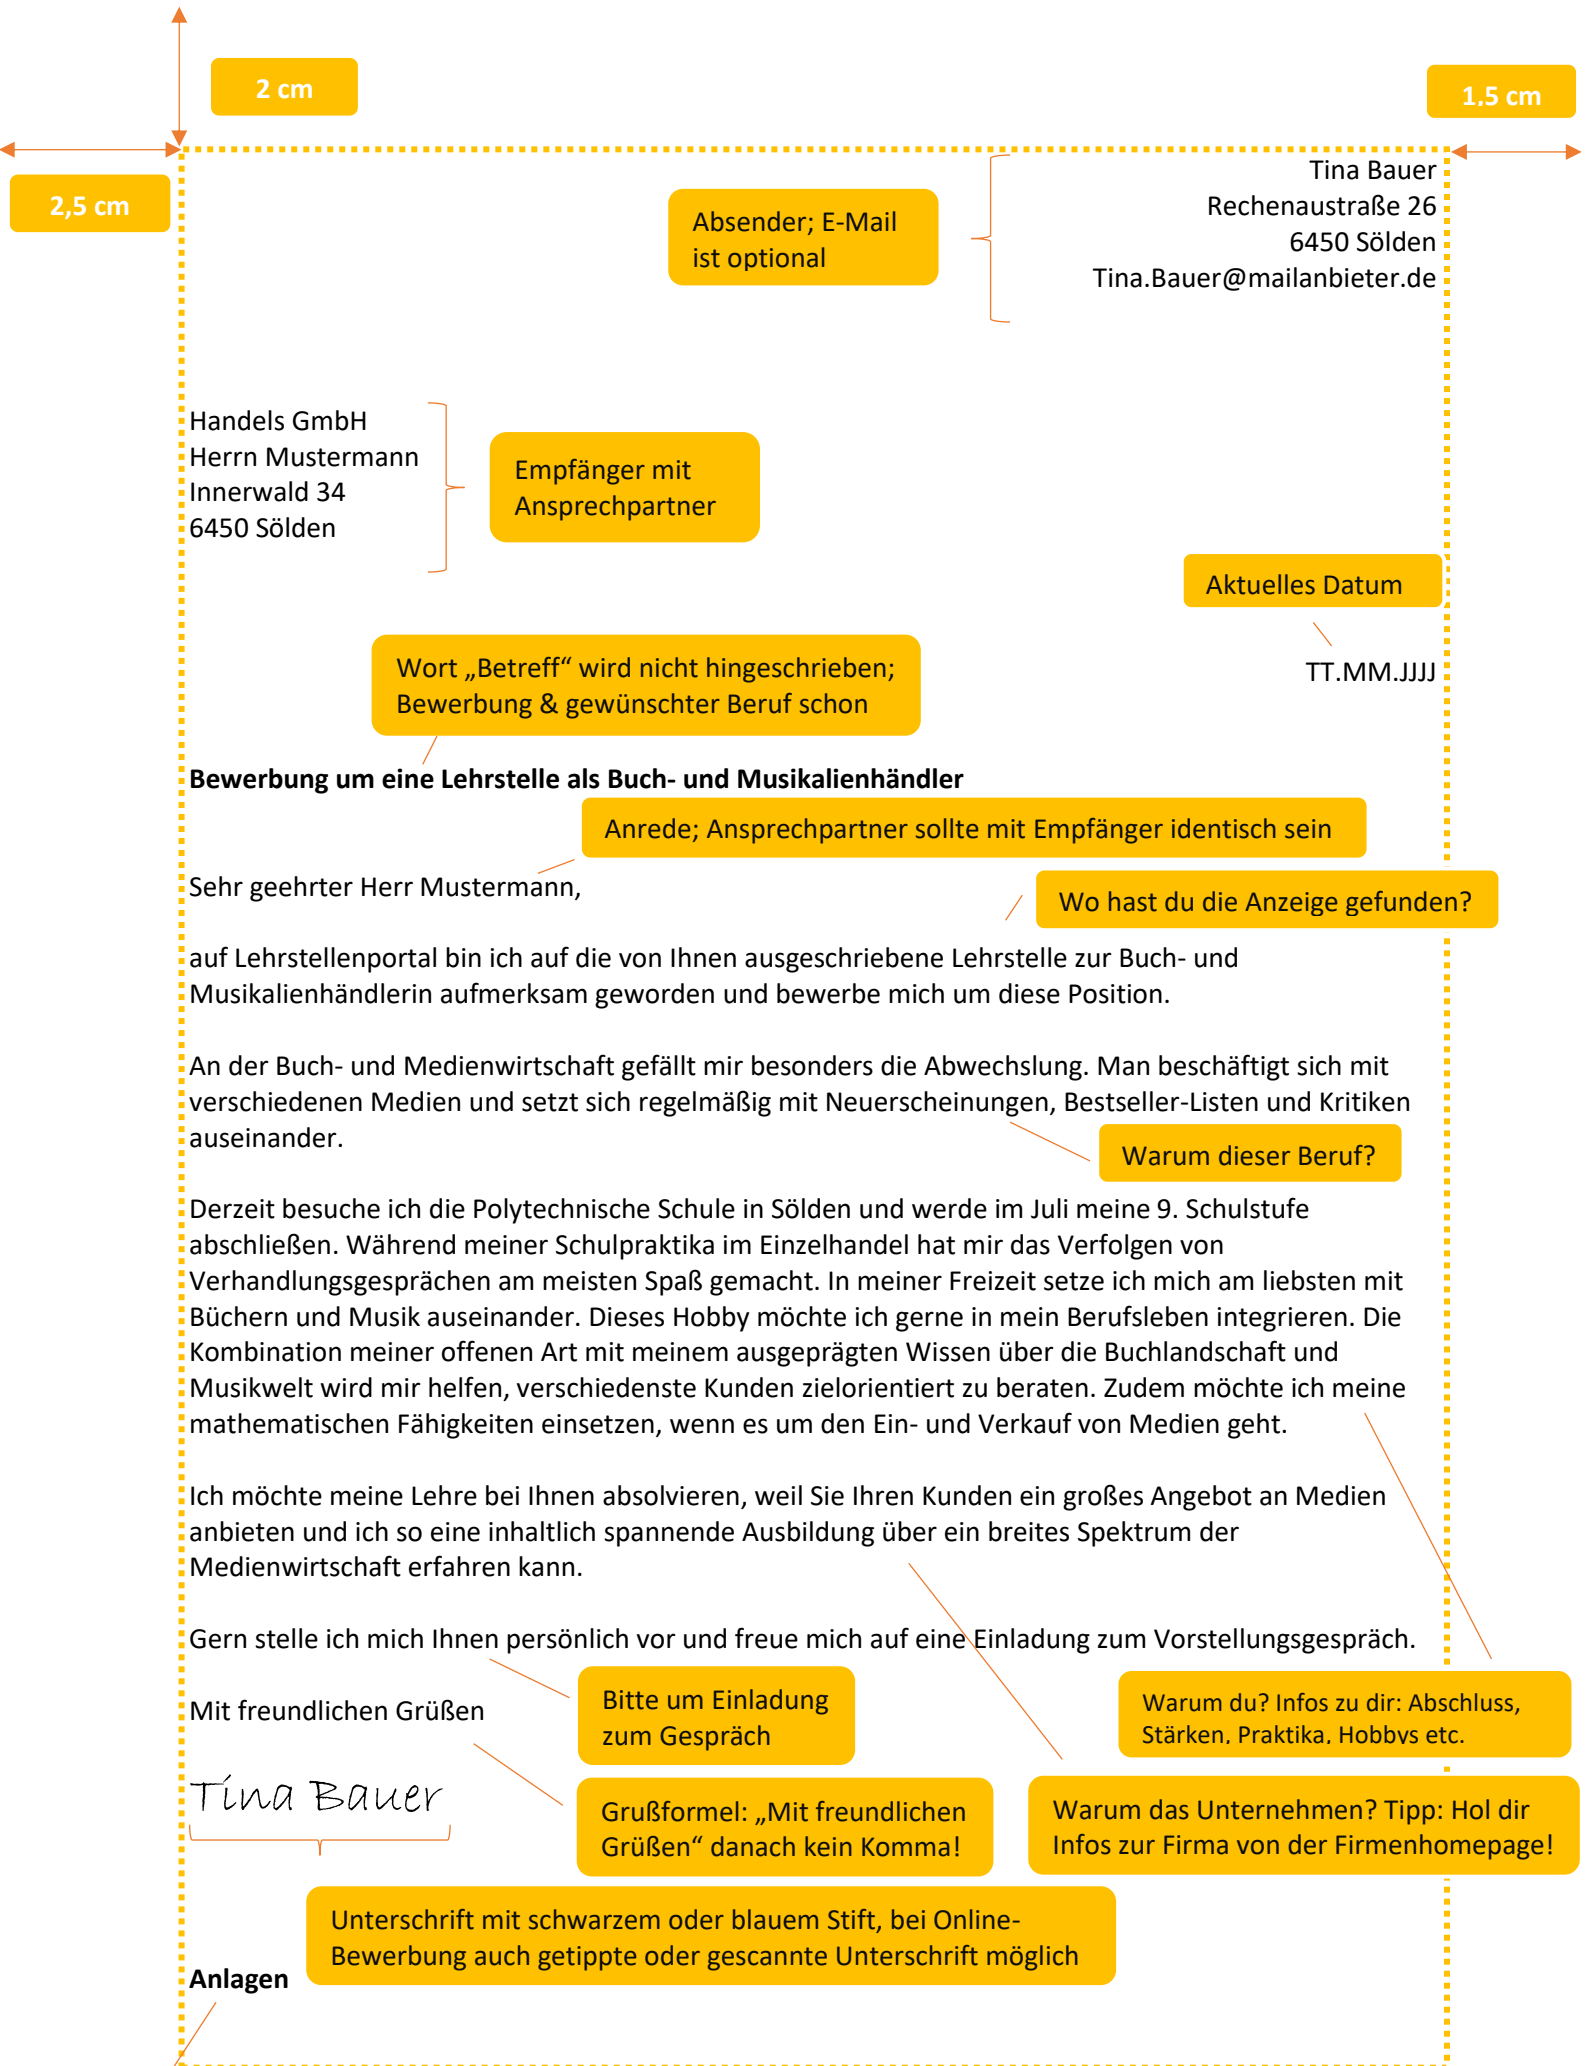 2 cm
1,5 cm
2,5 cm
Tina Bauer
Rechenaustraße 26
6450 Sölden
Tina.Bauer@mailanbieter.de
Absender; E-Mail
ist optional
Handels GmbH
Herrn Mustermann
Innerwald 34
6450 Sölden
Empfänger mit
Ansprechpartner
Aktuelles Datum
TT.MM.JJJJ
Wort „Betreff“ wird nicht hingeschrieben;
Bewerbung & gewünschter Beruf schon
Bewerbung um eine Lehrstelle als Buch- und Musikalienhändler
Anrede; Ansprechpartner sollte mit Empfänger identisch sein
Sehr geehrter Herr Mustermann,
Wo hast du die Anzeige gefunden?
auf Lehrstellenportal bin ich auf die von Ihnen ausgeschriebene Lehrstelle zur Buch- und
Musikalienhändlerin aufmerksam geworden und bewerbe mich um diese Position.
An der Buch- und Medienwirtschaft gefällt mir besonders die Abwechslung. Man beschäftigt sich mit
verschiedenen Medien und setzt sich regelmäßig mit Neuerscheinungen, Bestseller-Listen und Kritiken
auseinander.
Warum dieser Beruf?
Derzeit besuche ich die Polytechnische Schule in Sölden und werde im Juli meine 9. Schulstufe
abschließen. Während meiner Schulpraktika im Einzelhandel hat mir das Verfolgen von
Verhandlungsgesprächen am meisten Spaß gemacht. In meiner Freizeit setze ich mich am liebsten mit
Büchern und Musik auseinander. Dieses Hobby möchte ich gerne in mein Berufsleben integrieren. Die
Kombination meiner offenen Art mit meinem ausgeprägten Wissen über die Buchlandschaft und
Musikwelt wird mir helfen, verschiedenste Kunden zielorientiert zu beraten. Zudem möchte ich meine
mathematischen Fähigkeiten einsetzen, wenn es um den Ein- und Verkauf von Medien geht.
Ich möchte meine Lehre bei Ihnen absolvieren, weil Sie Ihren Kunden ein großes Angebot an Medien
anbieten und ich so eine inhaltlich spannende Ausbildung über ein breites Spektrum der
Medienwirtschaft erfahren kann.
Gern stelle ich mich Ihnen persönlich vor und freue mich auf eine Einladung zum Vorstellungsgespräch.
Bitte um Einladung
zum Gespräch
Warum du? Infos zu dir: Abschluss,
Stärken, Praktika, Hobbys etc.
Mit freundlichen Grüßen
Tina Bauer
Grußformel: „Mit freundlichen
Grüßen“ danach kein Komma!
Warum das Unternehmen? Tipp: Hol dir
Infos zur Firma von der Firmenhomepage!
Unterschrift mit schwarzem oder blauem Stift, bei Online-
Bewerbung auch getippte oder gescannte Unterschrift möglich
Anlagen